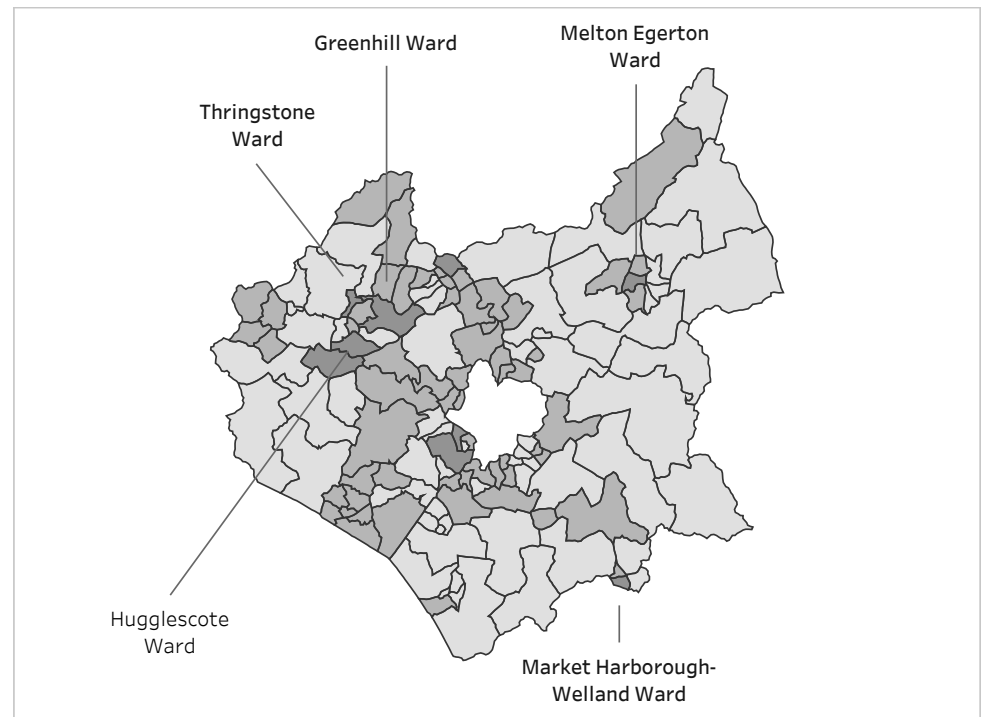 Greenhill Ward
Melton Egerton
Ward
Thringstone
Ward
Hugglescote
Ward
Market Harborough-
Welland Ward